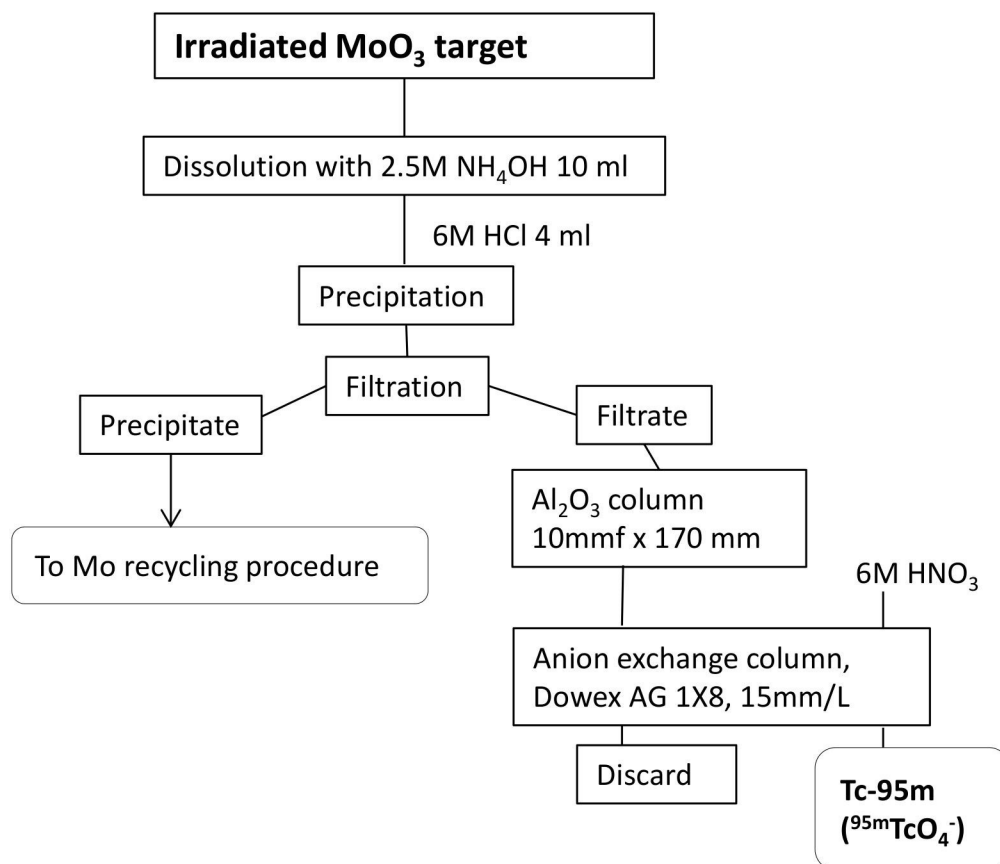 Irradiated MoO₃ target
Dissolution with 2.5M NH₄OH 10 ml
6M HCl 4 ml
Precipitation
Filtration
Precipitate
Filtrate
To Mo recycling procedure
Al₂O₃ column
10mmf x 170 mm
6M HNO₃
Anion exchange column,
Dowex AG 1X8, 15mm/L
Discard
Tc-95m
(⁹⁵ᵐTcO₄⁻)